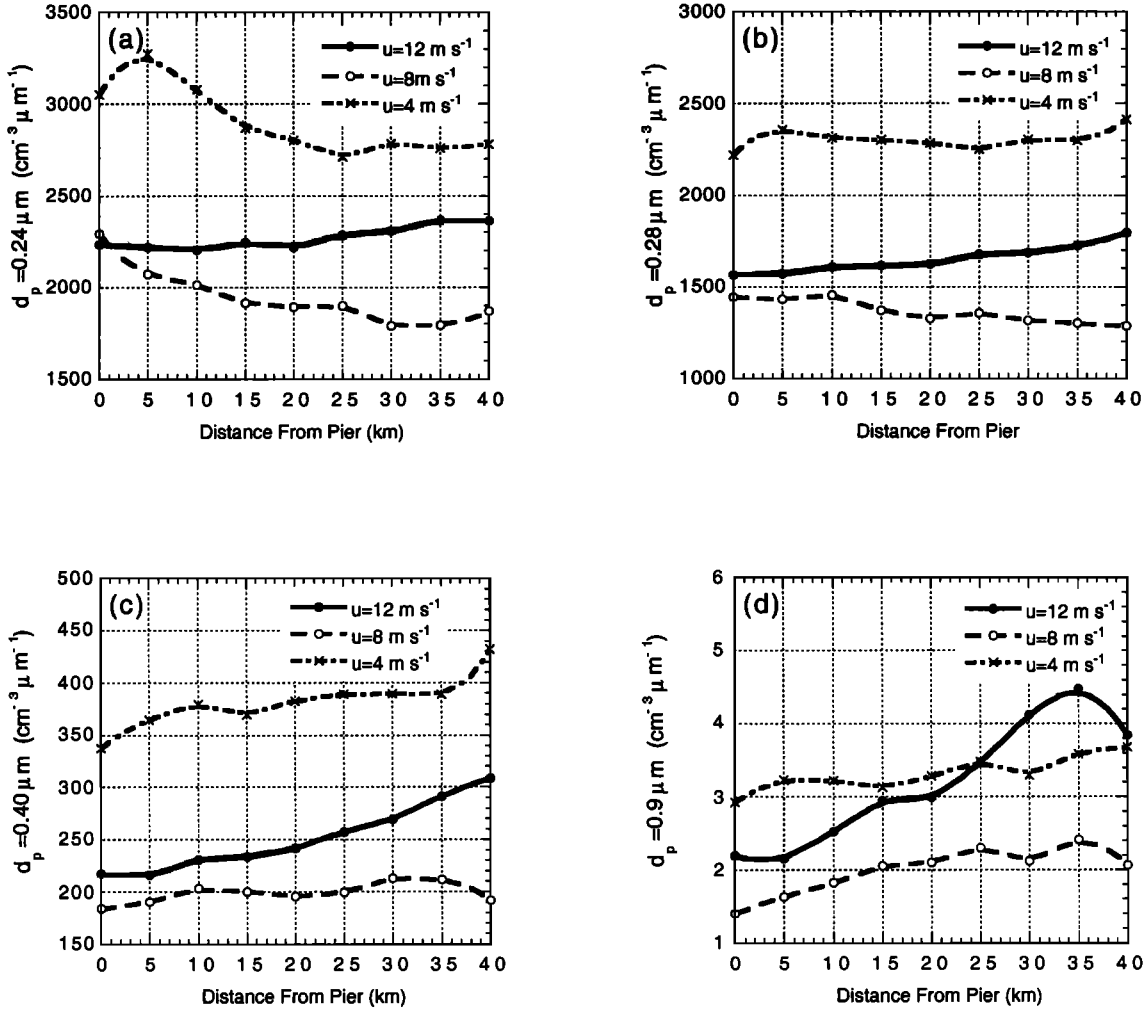 (a)
u=12 m s⁻¹
u=8m s⁻¹
u=4 m s⁻¹
3500
3000
2500
2000
1500
d_p =0.24 μm (cm⁻³ μm⁻¹)
0 5 10 15 20 25 30 35 40
Distance From Pier (km)
(b)
u=12 m s⁻¹
u=8 m s⁻¹
u=4 m s⁻¹
3000
2500
2000
1500
1000
d_p =0.28 μm (cm⁻³ μm⁻¹)
0 5 10 15 20 25 30 35 40
Distance From Pier
(c)
u=12 m s⁻¹
u=8 m s⁻¹
u=4 m s⁻¹
500
450
400
350
300
250
200
150
d_p =0.40 μm (cm⁻³ μm⁻¹)
0 5 10 15 20 25 30 35 40
Distance From Pier (km)
(d)
u=12 m s⁻¹
u=8 m s⁻¹
u=4 m s⁻¹
6
5
4
3
2
1
d_p =0.9 μm (cm⁻³ μm⁻¹)
0 5 10 15 20 25 30 35 40
Distance From Pier (km)